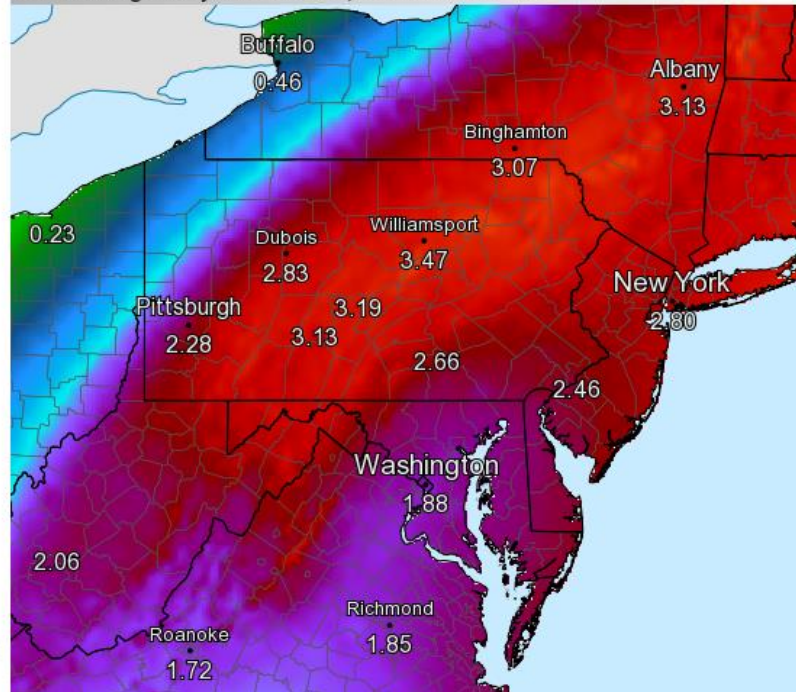 Buffalo
0.46
Albany
3.13
Binghamton
3.07
0.23
Dubois
2.83
Williamsport
3.47
New York
2.80
Pittsburgh
2.28
3.19
3.13
2.66
2.46
Washington
1.88
2.06
Richmond
1.85
Roanoke
1.72